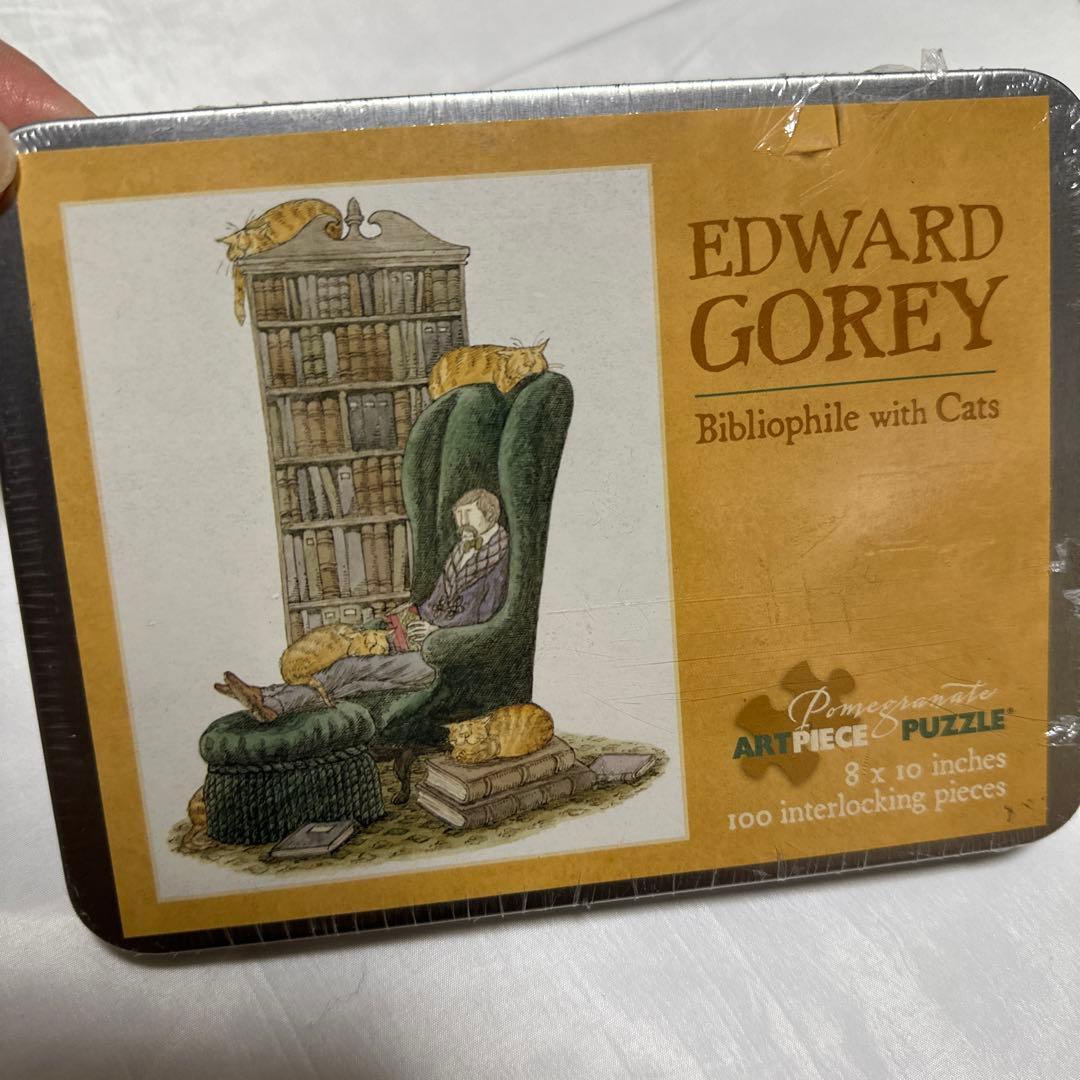 EDWARD
GOREY
Bibliophile with Cats
Pomegranate
ARTPIECE PUZZLE®
8 x 10 inches
100 interlocking pieces